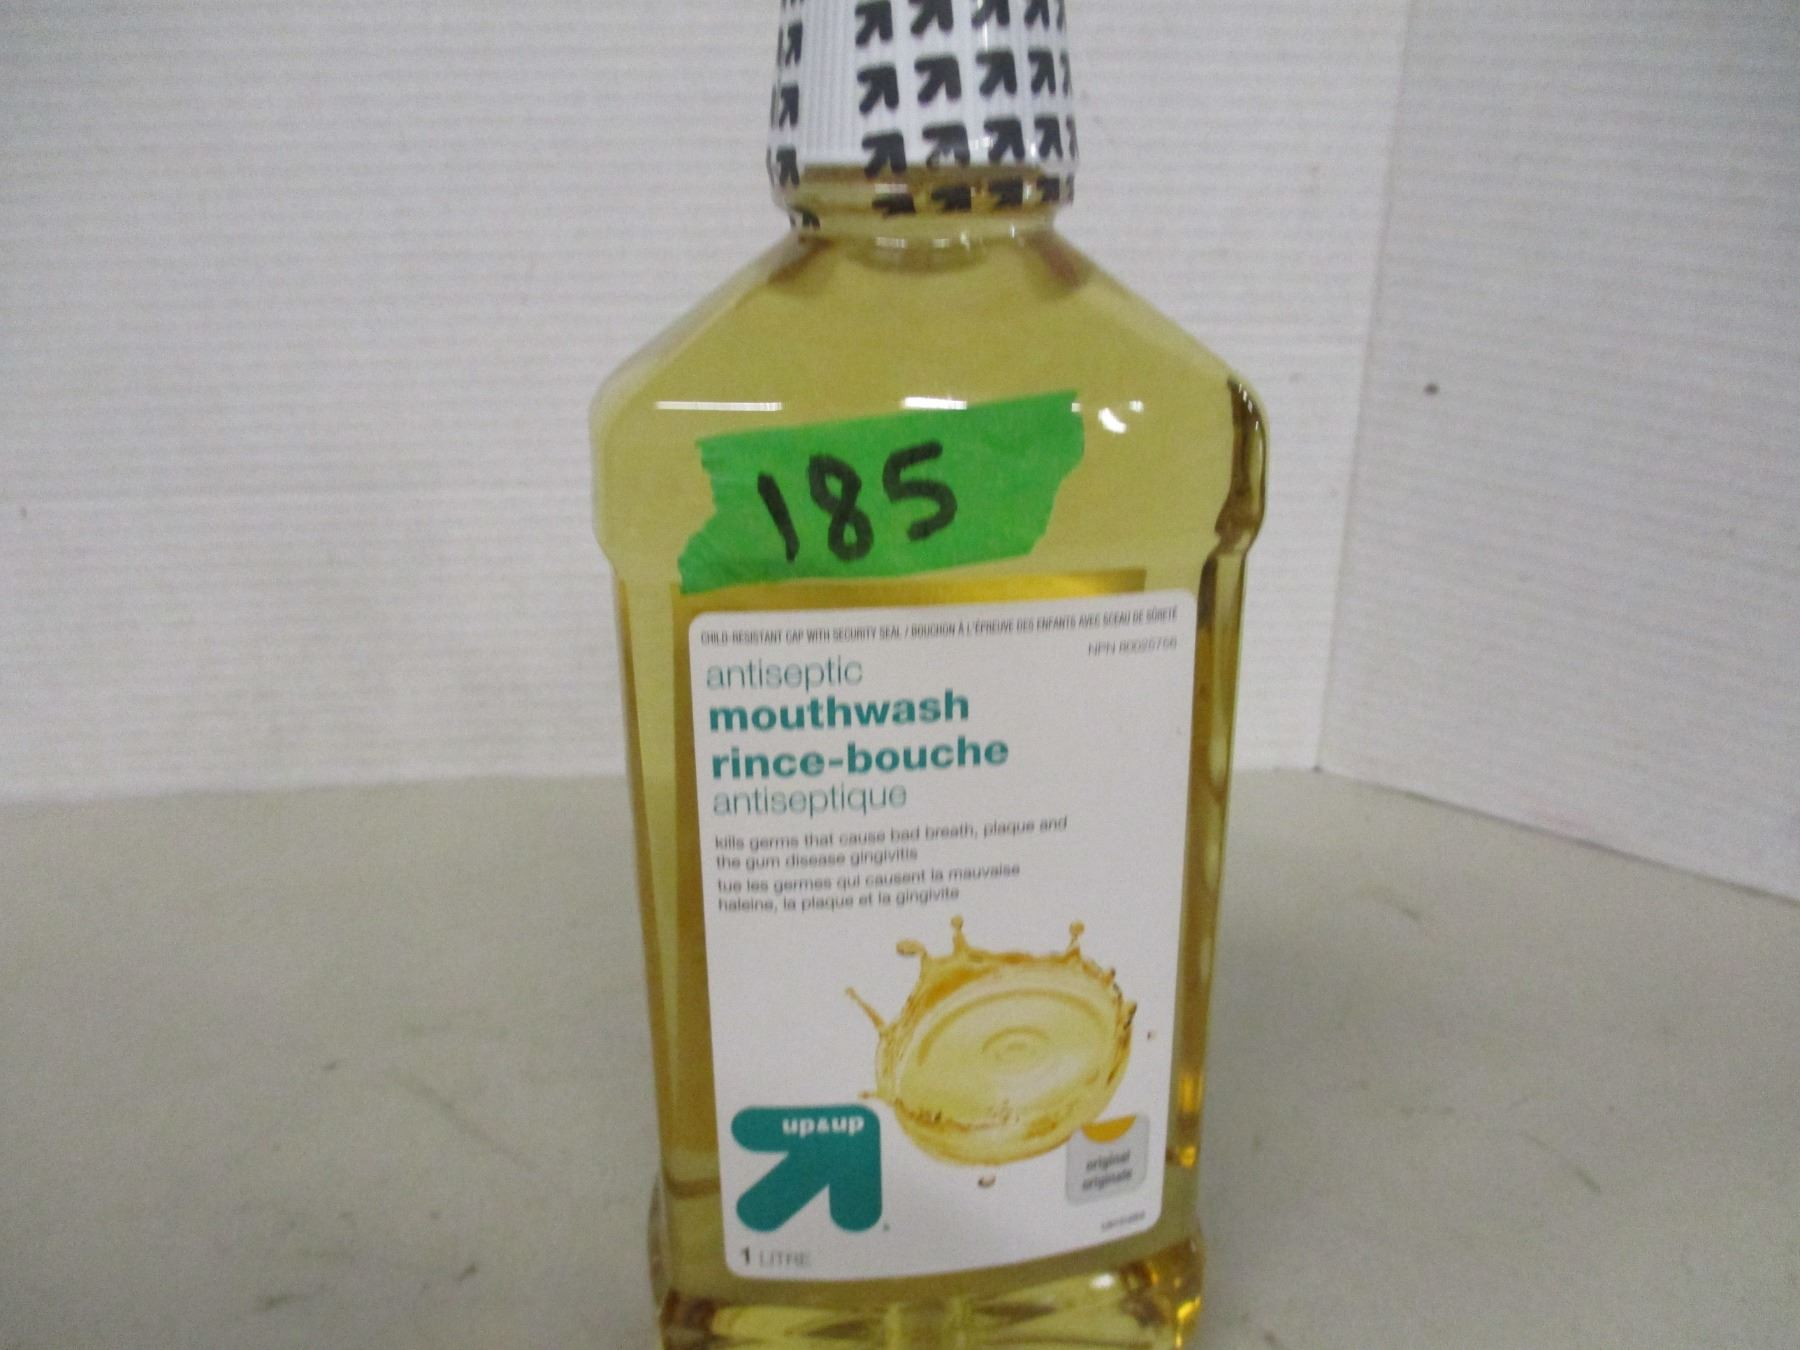 185
CHILD-RESISTANT CAP WITH SECURITY SEAL / BOUCHON À L'ÉPREUVE DES ENFANTS AVEC SCEAU DE SÛRETÉ
NPN
antiseptic
mouthwash
rince-bouche
antiseptique
kills germs that cause bad breath, plaque and
the gum disease gingivitis
tue les germes qui causent la mauvaise
haleine, la plaque et la gingivite
up&up
original
originale
1 LITRE